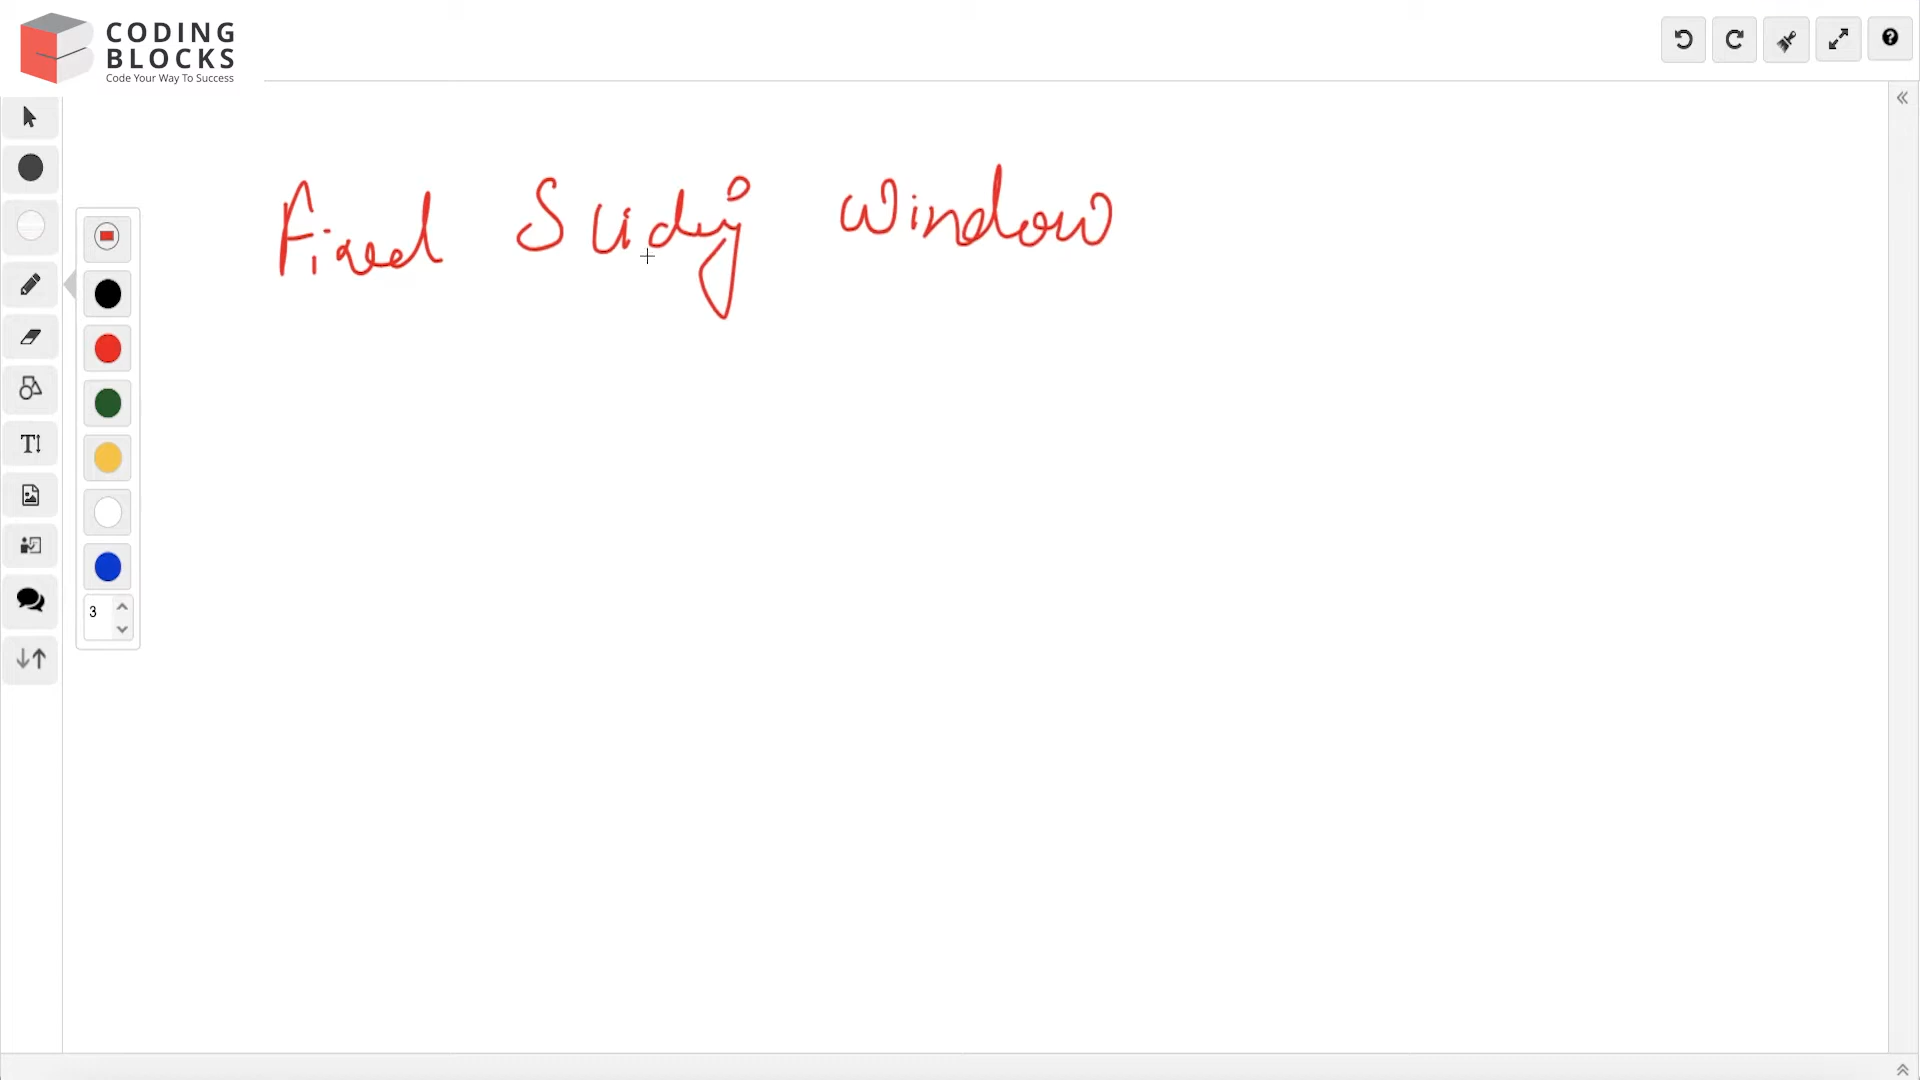 CODING
BLOCKS
Code Your Way To Success
Fixed Sliding Window
3